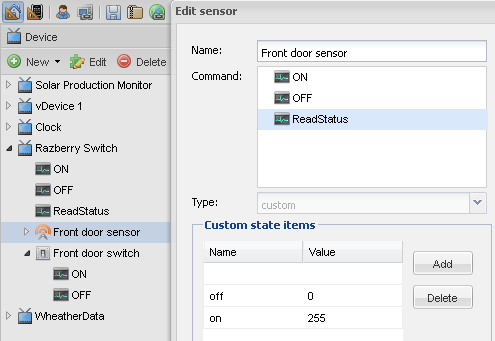 Device
New Edit Delete
Solar Production Monitor
vDevice 1
Clock
Razberry Switch
ON
OFF
ReadStatus
Front door sensor
Front door switch
ON
OFF
WheatherData
Edit sensor
Name: Front door sensor
Command:
ON
OFF
ReadStatus
Type: custom
Custom state items
Name Value
off 0
on 255
Add
Delete